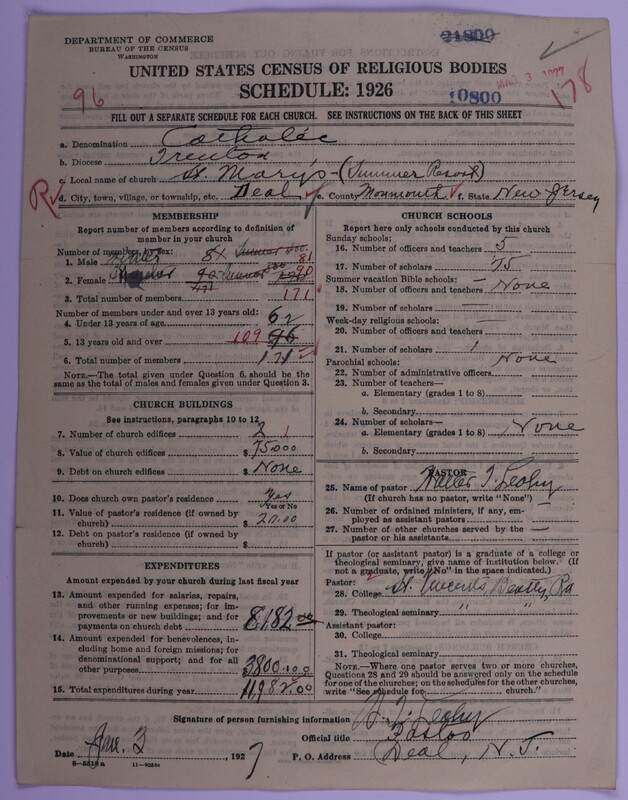 DEPARTMENT OF COMMERCE
BUREAU OF THE CENSUS
WASHINGTON
21800
UNITED STATES CENSUS OF RELIGIOUS BODIES
SCHEDULE: 1926
96
MAR 3 1927
10800
178
FILL OUT A SEPARATE SCHEDULE FOR EACH CHURCH. SEE INSTRUCTIONS ON THE BACK OF THIS SHEET
a. Denomination Catholic
b. Diocese Trenton
c. Local name of church St. Mary's - (Summer Resort)
d. City, town, village, or township, etc. Deal e. County Monmouth f. State New Jersey
MEMBERSHIP
Report number of members according to definition of member in your church
Number of members by sex:
1. Male 81
2. Female 90
3. Total number of members 171
Number of members under and over 13 years old:
4. Under 13 years of age 62
5. 13 years old and over 109
6. Total number of members 171
NOTE.—The total given under Question 6, should be the same as the total of males and females given under Question 3.
CHURCH BUILDINGS
See instructions, paragraphs 10 to 12
7. Number of church edifices 2 1
8. Value of church edifices $ 75000
9. Debt on church edifices $ None
10. Does church own pastor's residence Yes
Yes or No
11. Value of pastor's residence (if owned by church) $
12. Debt on pastor's residence (if owned by church) $
EXPENDITURES
Amount expended by your church during last fiscal year
13. Amount expended for salaries, repairs, and other running expenses; for improvements or new buildings; and for payments on church debt 8182.00
14. Amount expended for benevolences, including home and foreign missions; for denominational support; and for all other purposes 3800.00
15. Total expenditures during year 11982.00
CHURCH SCHOOLS
Report here only schools conducted by this church
Sunday schools:
16. Number of officers and teachers 5
17. Number of scholars 75
Summer vacation Bible schools: —
18. Number of officers and teachers None
19. Number of scholars —
Week-day religious schools: —
20. Number of officers and teachers
21. Number of scholars
Parochial schools: None
22. Number of administrative officers
23. Number of teachers—
a. Elementary (grades 1 to 8)
b. Secondary
24. Number of scholars—
a. Elementary (grades 1 to 8) None
b. Secondary
PASTOR
25. Name of pastor Walter T. Leahy
(If church has no pastor, write "None")
26. Number of ordained ministers, if any, employed as assistant pastors —
27. Number of other churches served by the pastor or his assistants —
If pastor (or assistant pastor) is a graduate of a college or theological seminary, give name of institution below. (If not a graduate, write "No" in the space indicated.)
Pastor:
28. College St. Vincents, Beatty, Pa
29. Theological seminary " "
Assistant pastor:
30. College
31. Theological seminary
NOTE.—Where one pastor serves two or more churches, Questions 28 and 29 should be answered only on the schedule for one of the churches; on the schedules for the other churches, write "See schedule for church."
Signature of person furnishing information W. T. Leahy
Official title Pastor
Date Jan. 3, 1927 P. O. Address Deal, N.J.